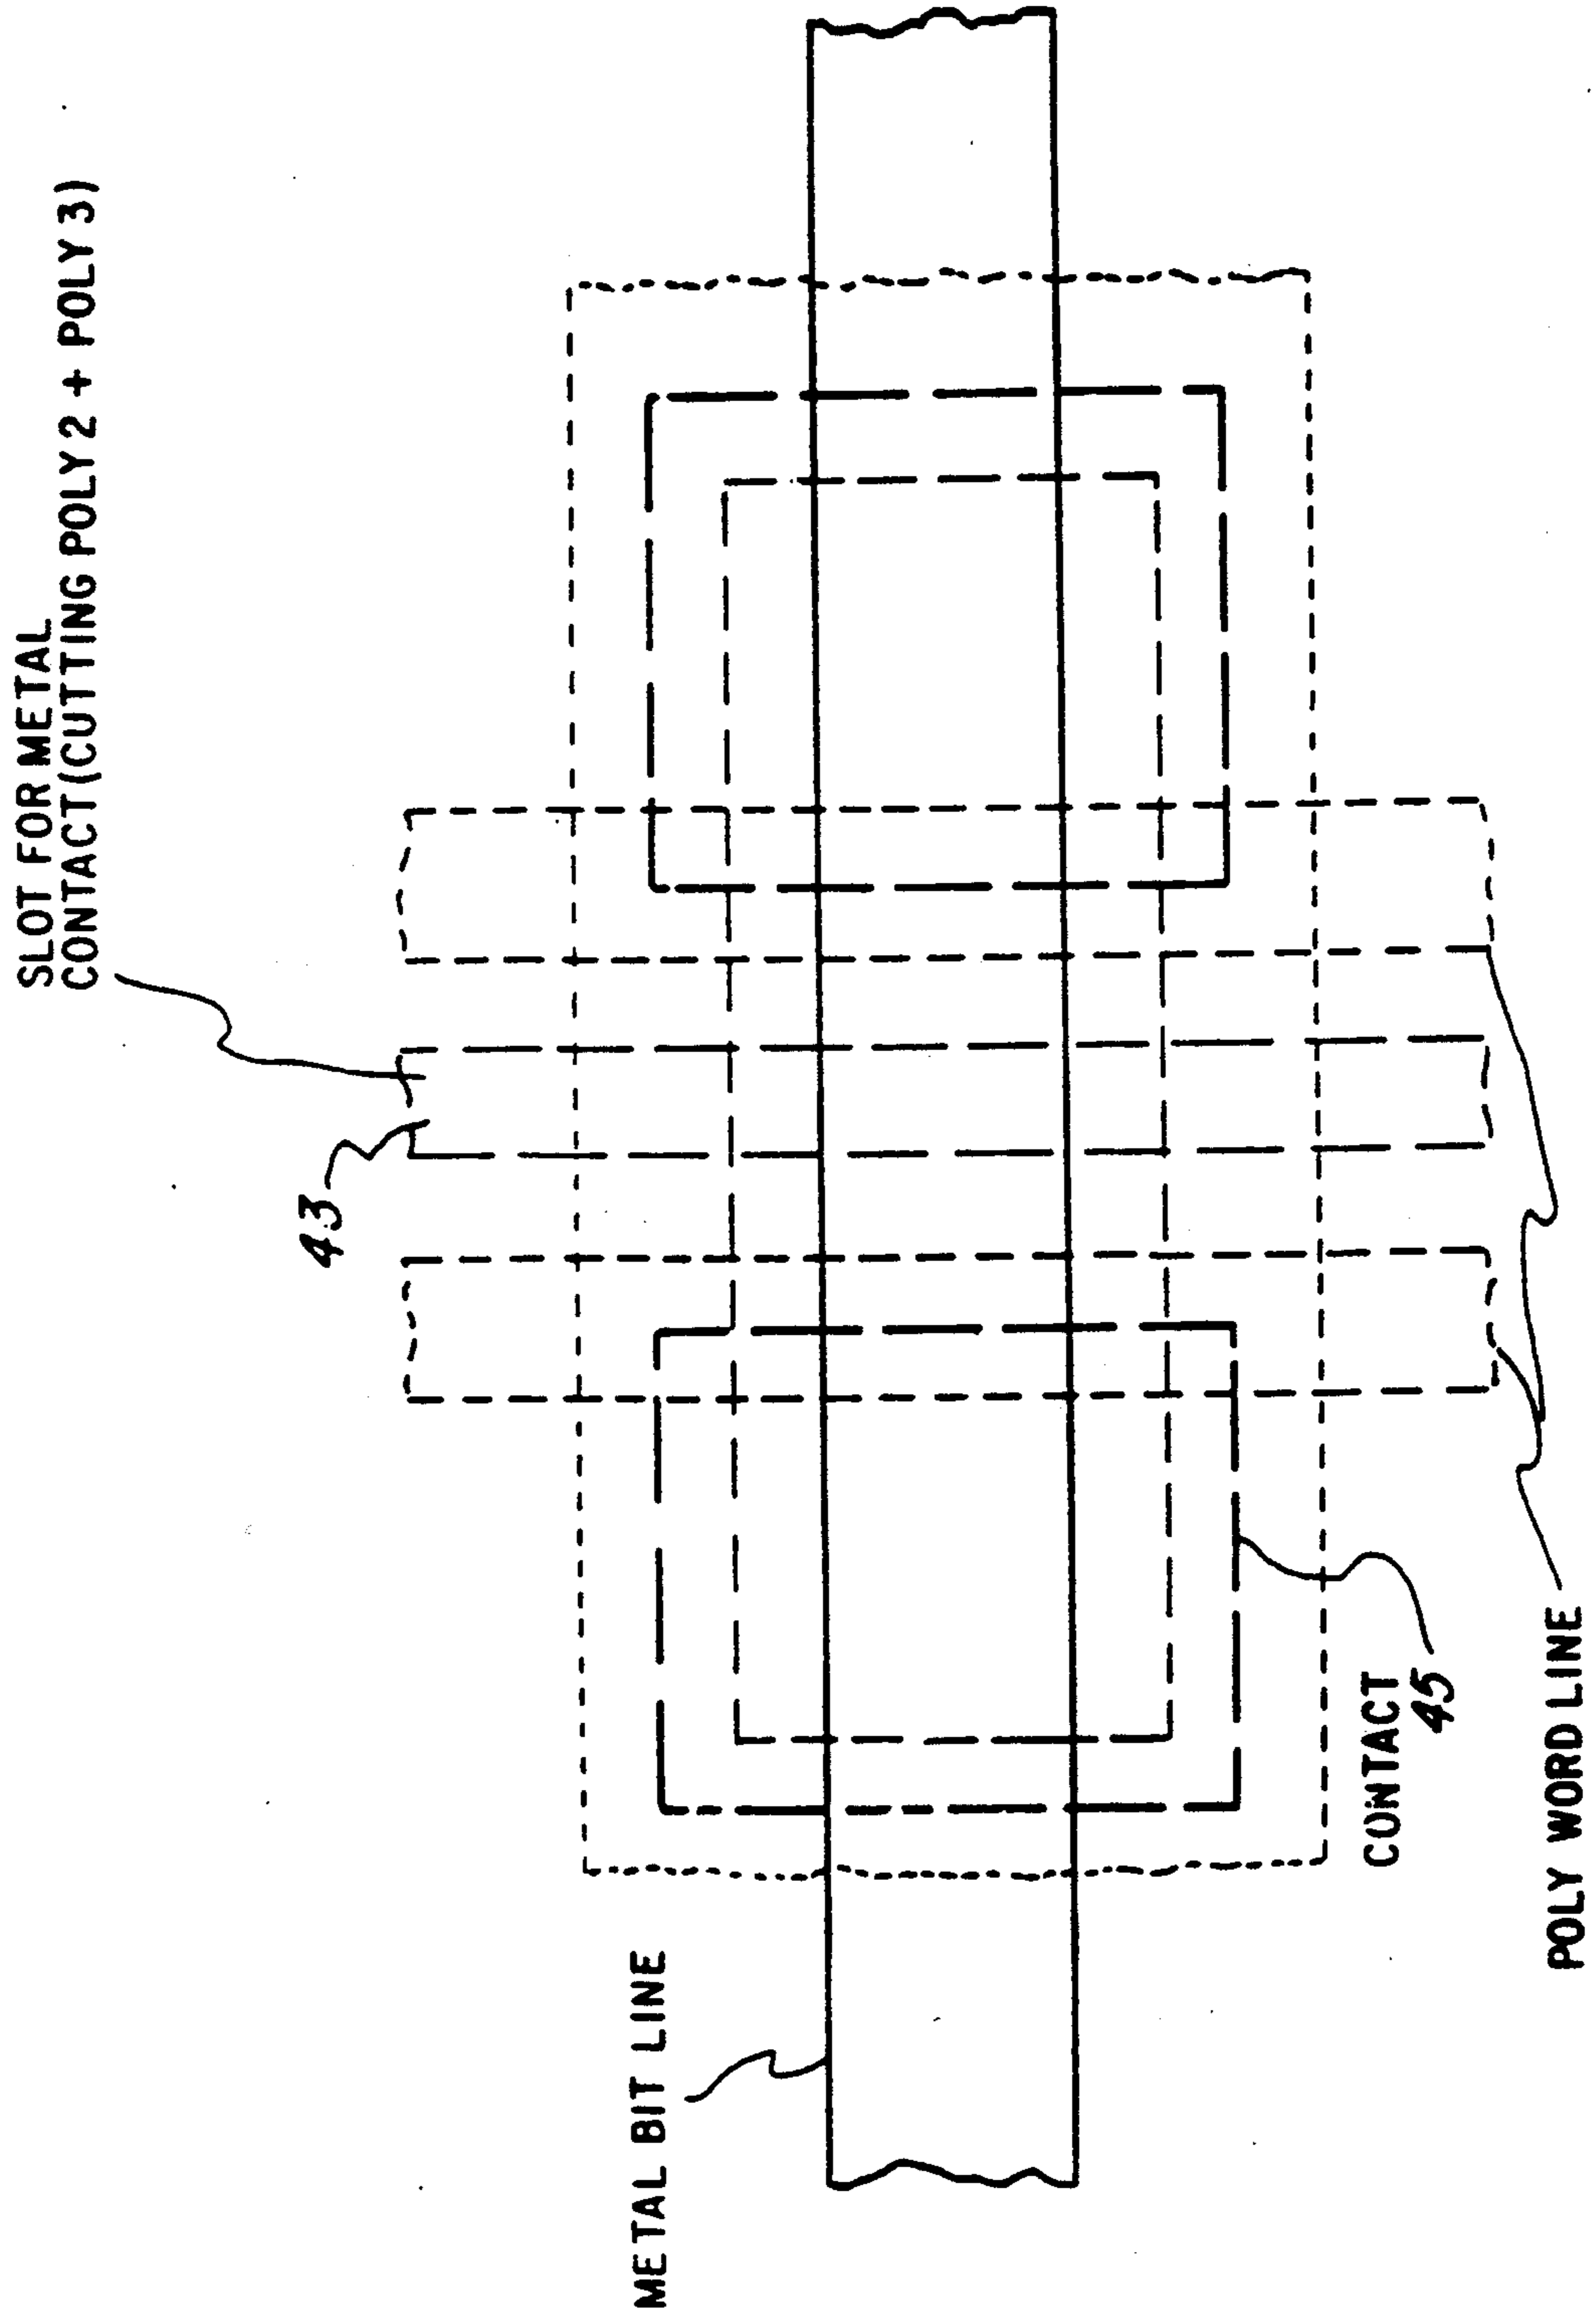 SLOT FOR METAL
CONTACT (CUTTING POLY 2 + POLY 3)
43
METAL BIT LINE
CONTACT
45
POLY WORD LINE